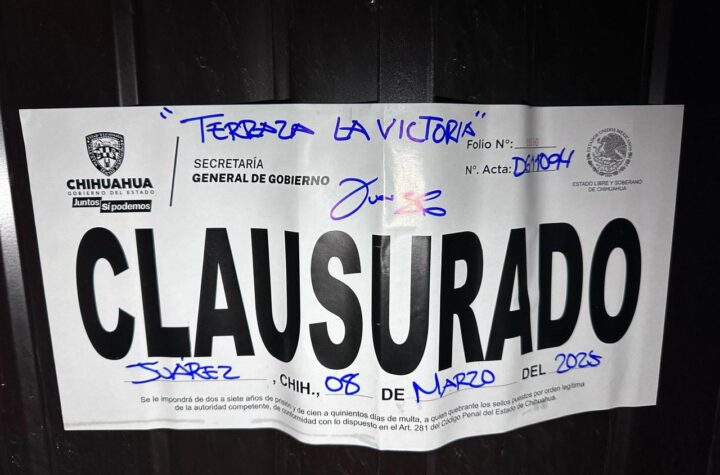 "TERRAZA LA VICTORIA"
Folio N°:
N°. Acta:
CHIHUAHUA
GOBIERNO DEL ESTADO
Juntos Sí podemos
SECRETARÍA
GENERAL DE GOBIERNO
ESTADOS UNIDOS MEXICANOS
ESTADO LIBRE Y SOBERANO
DE CHIHUAHUA
CLAUSURADO
JUÁREZ, CHIH., 08 DE MARZO DEL 2025
Se le impondrá de dos a siete años de prisión y de cien a quinientos días de multa, a quien quebrante los sellos puestos por orden legítima
de la autoridad competente, de conformidad con lo dispuesto en el Art. 281 del Código Penal del Estado de Chihuahua.